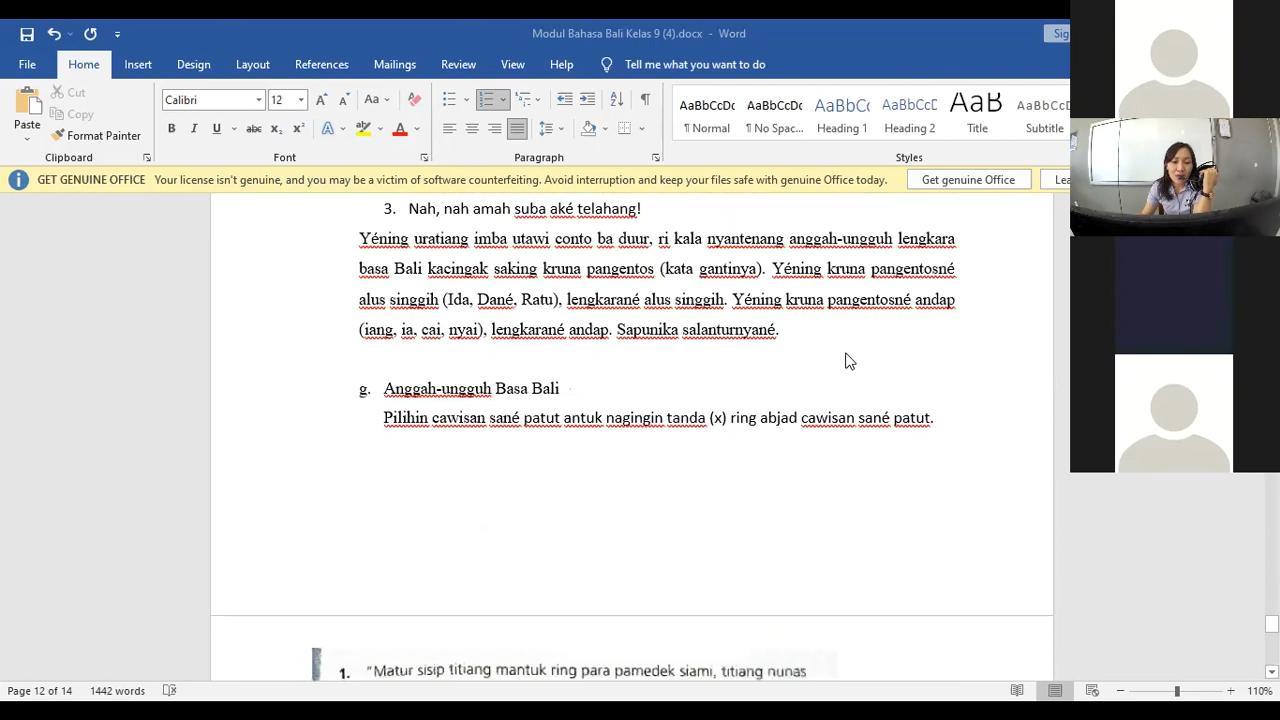 Modul Bahasa Bali Kelas 9 (4).docx - Word
Sig
File Home Insert Design Layout References Mailings Review View Help Tell me what you want to do
Paste
Cut
Copy
Format Painter
Clipboard
Calibri 12
Font
Paragraph
AaBbCcDc AaBbCcDc AaBbCc AaBbCcD AaB AaBbCcD
¶ Normal ¶ No Spac... Heading 1 Heading 2 Title Subtitle
Styles
GET GENUINE OFFICE Your license isn't genuine, and you may be a victim of software counterfeiting. Avoid interruption and keep your files safe with genuine Office today. Get genuine Office Lea
3. Nah, nah amah suba aké telahang!
Yéning uratiang imba utawi conto ba duur, ri kala nyantenang anggah-ungguh lengkara
basa Bali kacingak saking kruna pangentos (kata gantinya). Yéning kruna pangentosné
alus singgih (Ida, Dané, Ratu), lengkarané alus singgih. Yéning kruna pangentosné andap
(iang, ia, cai, nyai), lengkarané andap. Sapunika salanturnyané.
g. Anggah-ungguh Basa Bali
Pilihin cawisan sané patut antuk nagingin tanda (x) ring abjad cawisan sané patut.
1. "Matur sisip titiang mantuk ring para pamedek siami, titiang nunas
Page 12 of 14 1442 words 110%